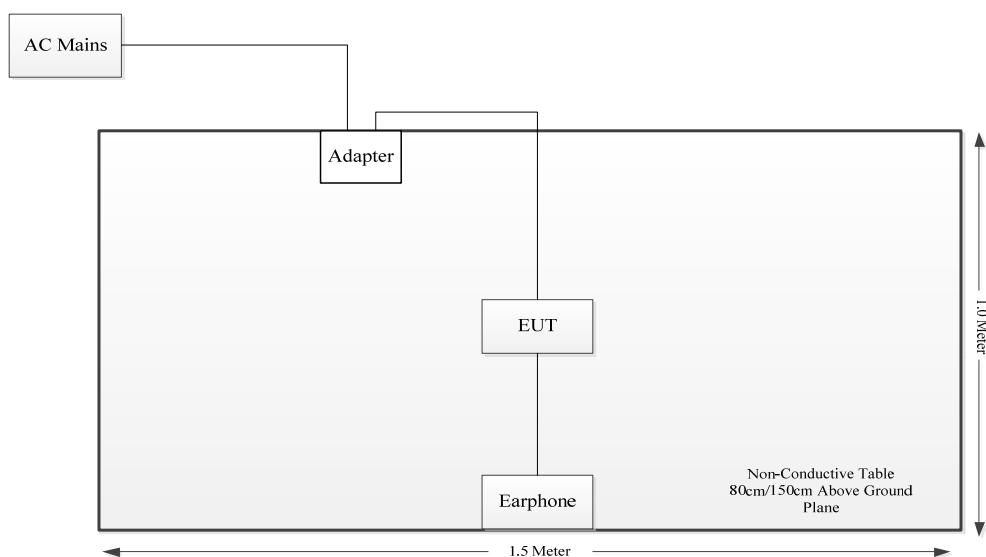 AC Mains
Adapter
EUT
1.0 Meter
Earphone
Non-Conductive Table
80cm/150cm Above Ground
Plane
1.5 Meter